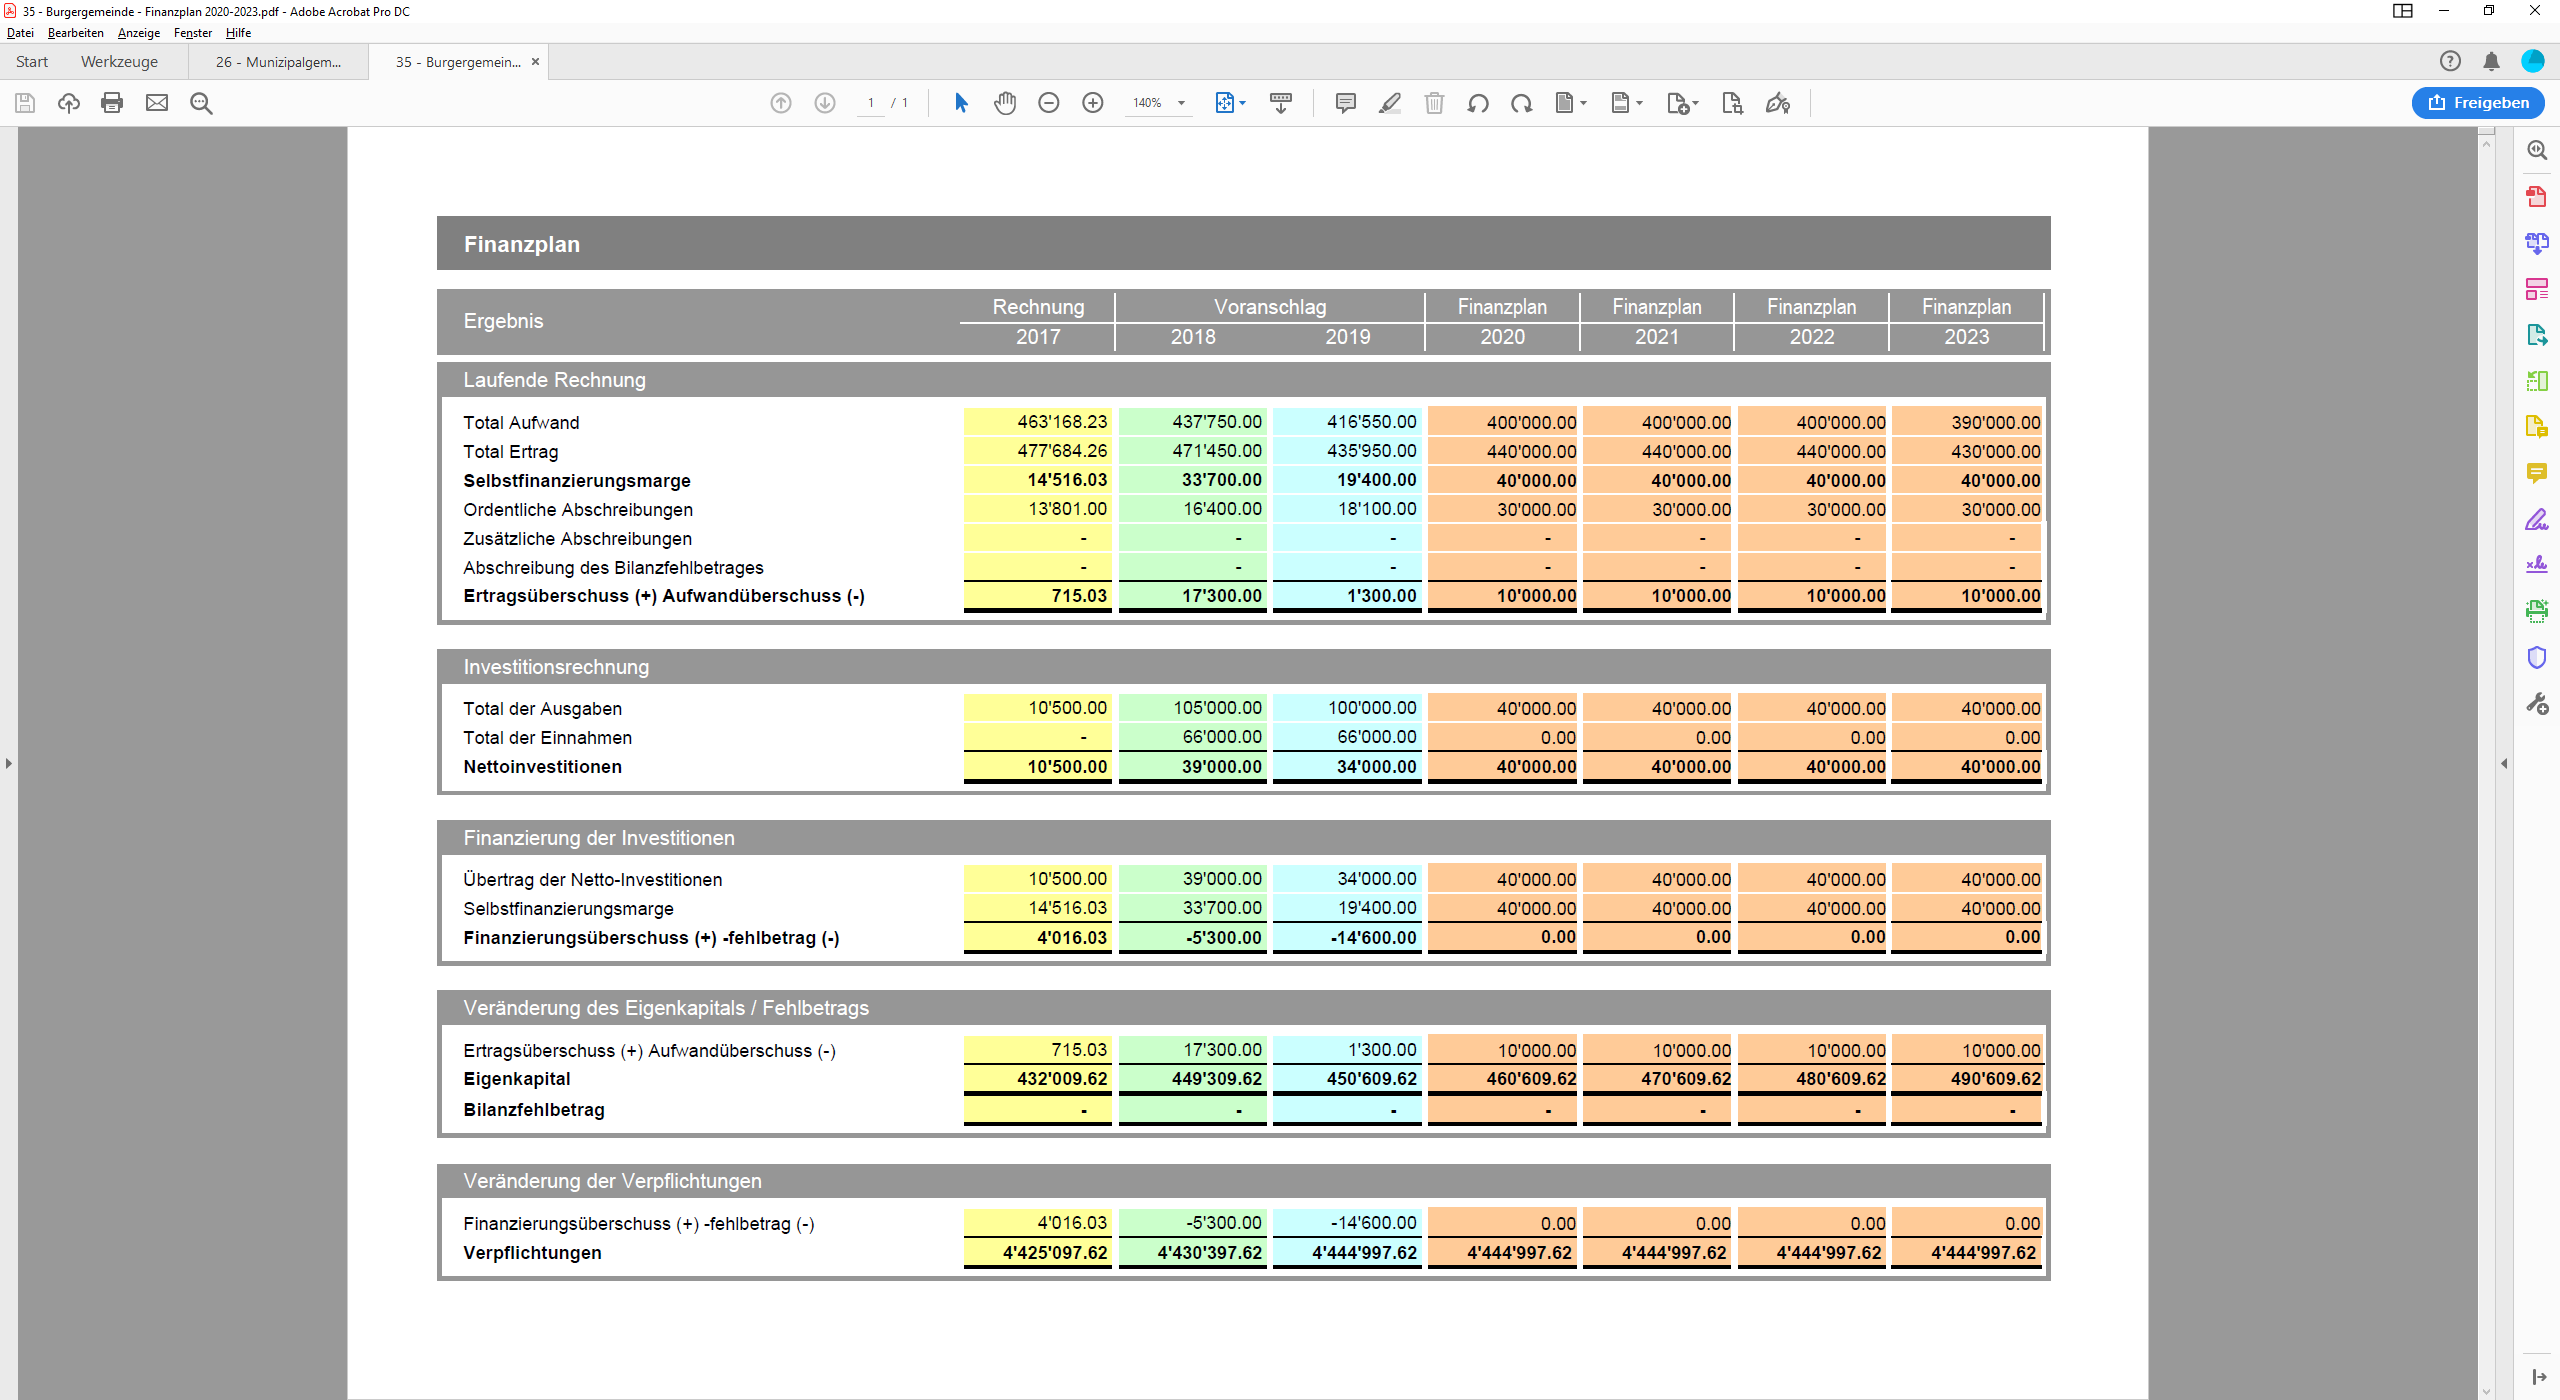 35 - Burgergemeinde - Finanzplan 2020-2023.pdf - Adobe Acrobat Pro DC
Datei Bearbeiten Anzeige Fenster Hilfe
Start Werkzeuge 26 - Munizipalgem... 35 - Burgergemein... ×
1 / 1 140% Freigeben
Finanzplan
Ergebnis Rechnung Voranschlag Finanzplan Finanzplan Finanzplan Finanzplan
2017 2018 2019 2020 2021 2022 2023
Laufende Rechnung
Total Aufwand 463'168.23 437'750.00 416'550.00 400'000.00 400'000.00 400'000.00 390'000.00
Total Ertrag 477'684.26 471'450.00 435'950.00 440'000.00 440'000.00 440'000.00 430'000.00
Selbstfinanzierungsmarge 14'516.03 33'700.00 19'400.00 40'000.00 40'000.00 40'000.00 40'000.00
Ordentliche Abschreibungen 13'801.00 16'400.00 18'100.00 30'000.00 30'000.00 30'000.00 30'000.00
Zusätzliche Abschreibungen - - - - - - -
Abschreibung des Bilanzfehlbetrages - - - - - - -
Ertragsüberschuss (+) Aufwandüberschuss (-) 715.03 17'300.00 1'300.00 10'000.00 10'000.00 10'000.00 10'000.00
Investitionsrechnung
Total der Ausgaben 10'500.00 105'000.00 100'000.00 40'000.00 40'000.00 40'000.00 40'000.00
Total der Einnahmen - 66'000.00 66'000.00 0.00 0.00 0.00 0.00
Nettoinvestitionen 10'500.00 39'000.00 34'000.00 40'000.00 40'000.00 40'000.00 40'000.00
Finanzierung der Investitionen
Übertrag der Netto-Investitionen 10'500.00 39'000.00 34'000.00 40'000.00 40'000.00 40'000.00 40'000.00
Selbstfinanzierungsmarge 14'516.03 33'700.00 19'400.00 40'000.00 40'000.00 40'000.00 40'000.00
Finanzierungsüberschuss (+) -fehlbetrag (-) 4'016.03 -5'300.00 -14'600.00 0.00 0.00 0.00 0.00
Veränderung des Eigenkapitals / Fehlbetrags
Ertragsüberschuss (+) Aufwandüberschuss (-) 715.03 17'300.00 1'300.00 10'000.00 10'000.00 10'000.00 10'000.00
Eigenkapital 432'009.62 449'309.62 450'609.62 460'609.62 470'609.62 480'609.62 490'609.62
Bilanzfehlbetrag - - - - - - -
Veränderung der Verpflichtungen
Finanzierungsüberschuss (+) -fehlbetrag (-) 4'016.03 -5'300.00 -14'600.00 0.00 0.00 0.00 0.00
Verpflichtungen 4'425'097.62 4'430'397.62 4'444'997.62 4'444'997.62 4'444'997.62 4'444'997.62 4'444'997.62